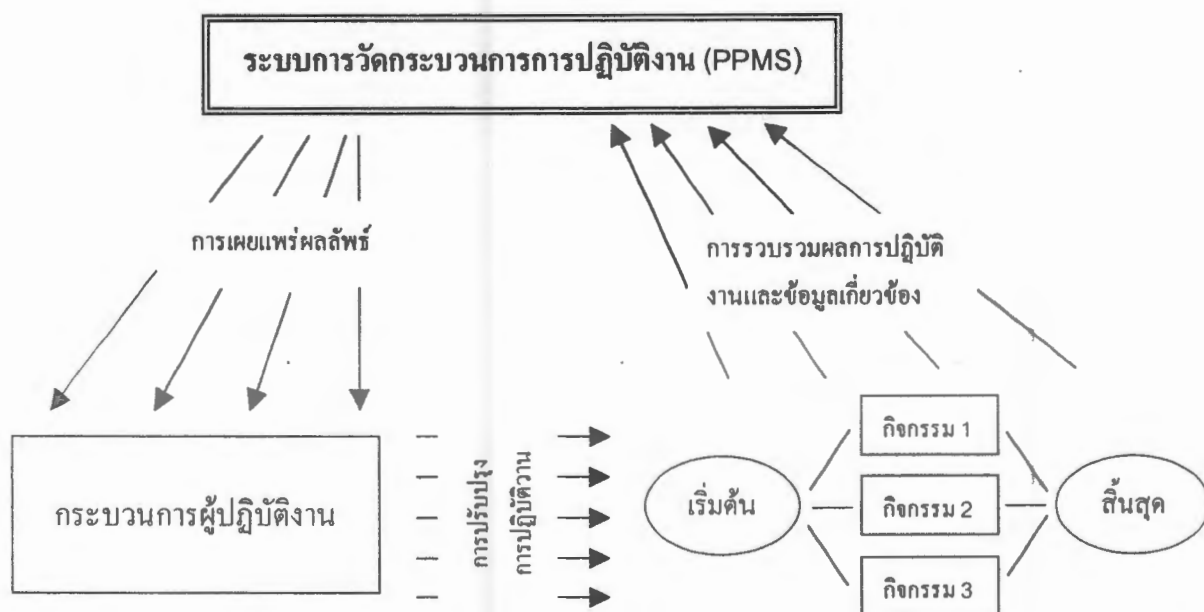 ระบบการวัดกระบวนการการปฏิบัติงาน (PPMS)
การเผยแพร่ผลลัพธ์
การรวบรวมผลการปฏิบัติ
งานและข้อมูลเกี่ยวข้อง
กระบวนการผู้ปฏิบัติงาน
การปรับปรุง
การปฏิบัติวาน
เริ่มต้น
กิจกรรม 1
กิจกรรม 2
กิจกรรม 3
สิ้นสุด